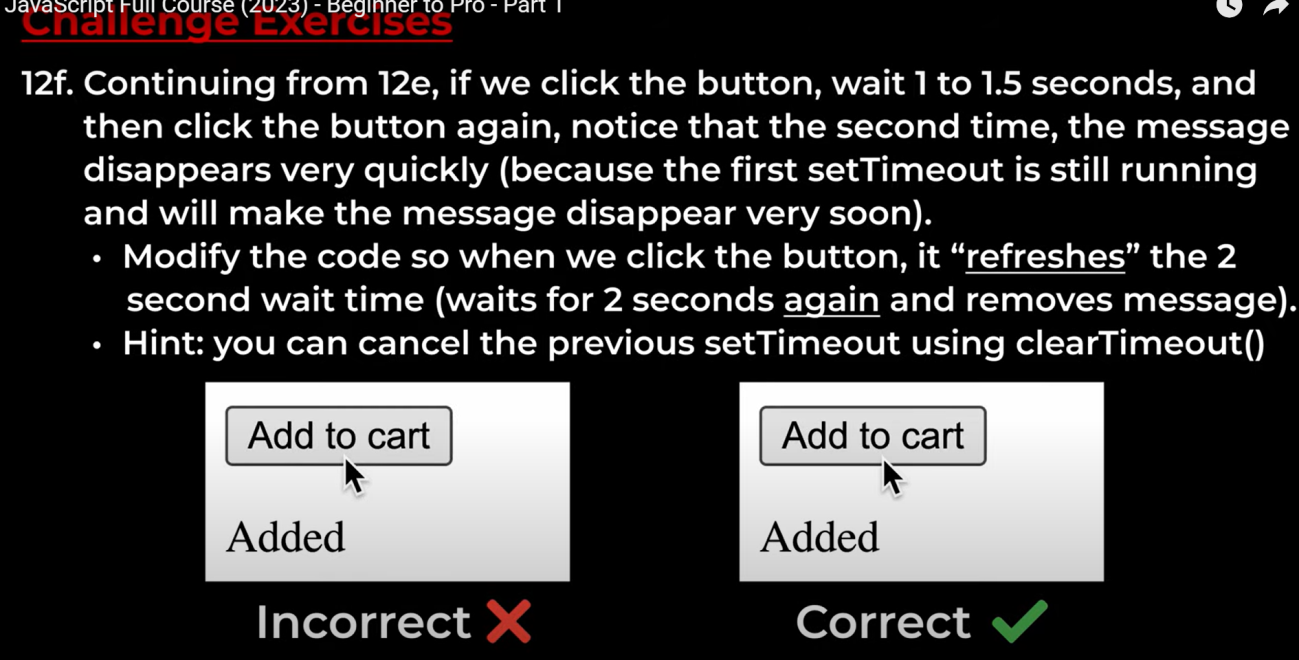 JavaScript Full Course (2023) - Beginner to Pro - Part 1
Challenge Exercises
12f. Continuing from 12e, if we click the button, wait 1 to 1.5 seconds, and
then click the button again, notice that the second time, the message
disappears very quickly (because the first setTimeout is still running
and will make the message disappear very soon).
• Modify the code so when we click the button, it “refreshes” the 2
second wait time (waits for 2 seconds again and removes message).
• Hint: you can cancel the previous setTimeout using clearTimeout()
Add to cart
Added
Incorrect
Add to cart
Added
Correct